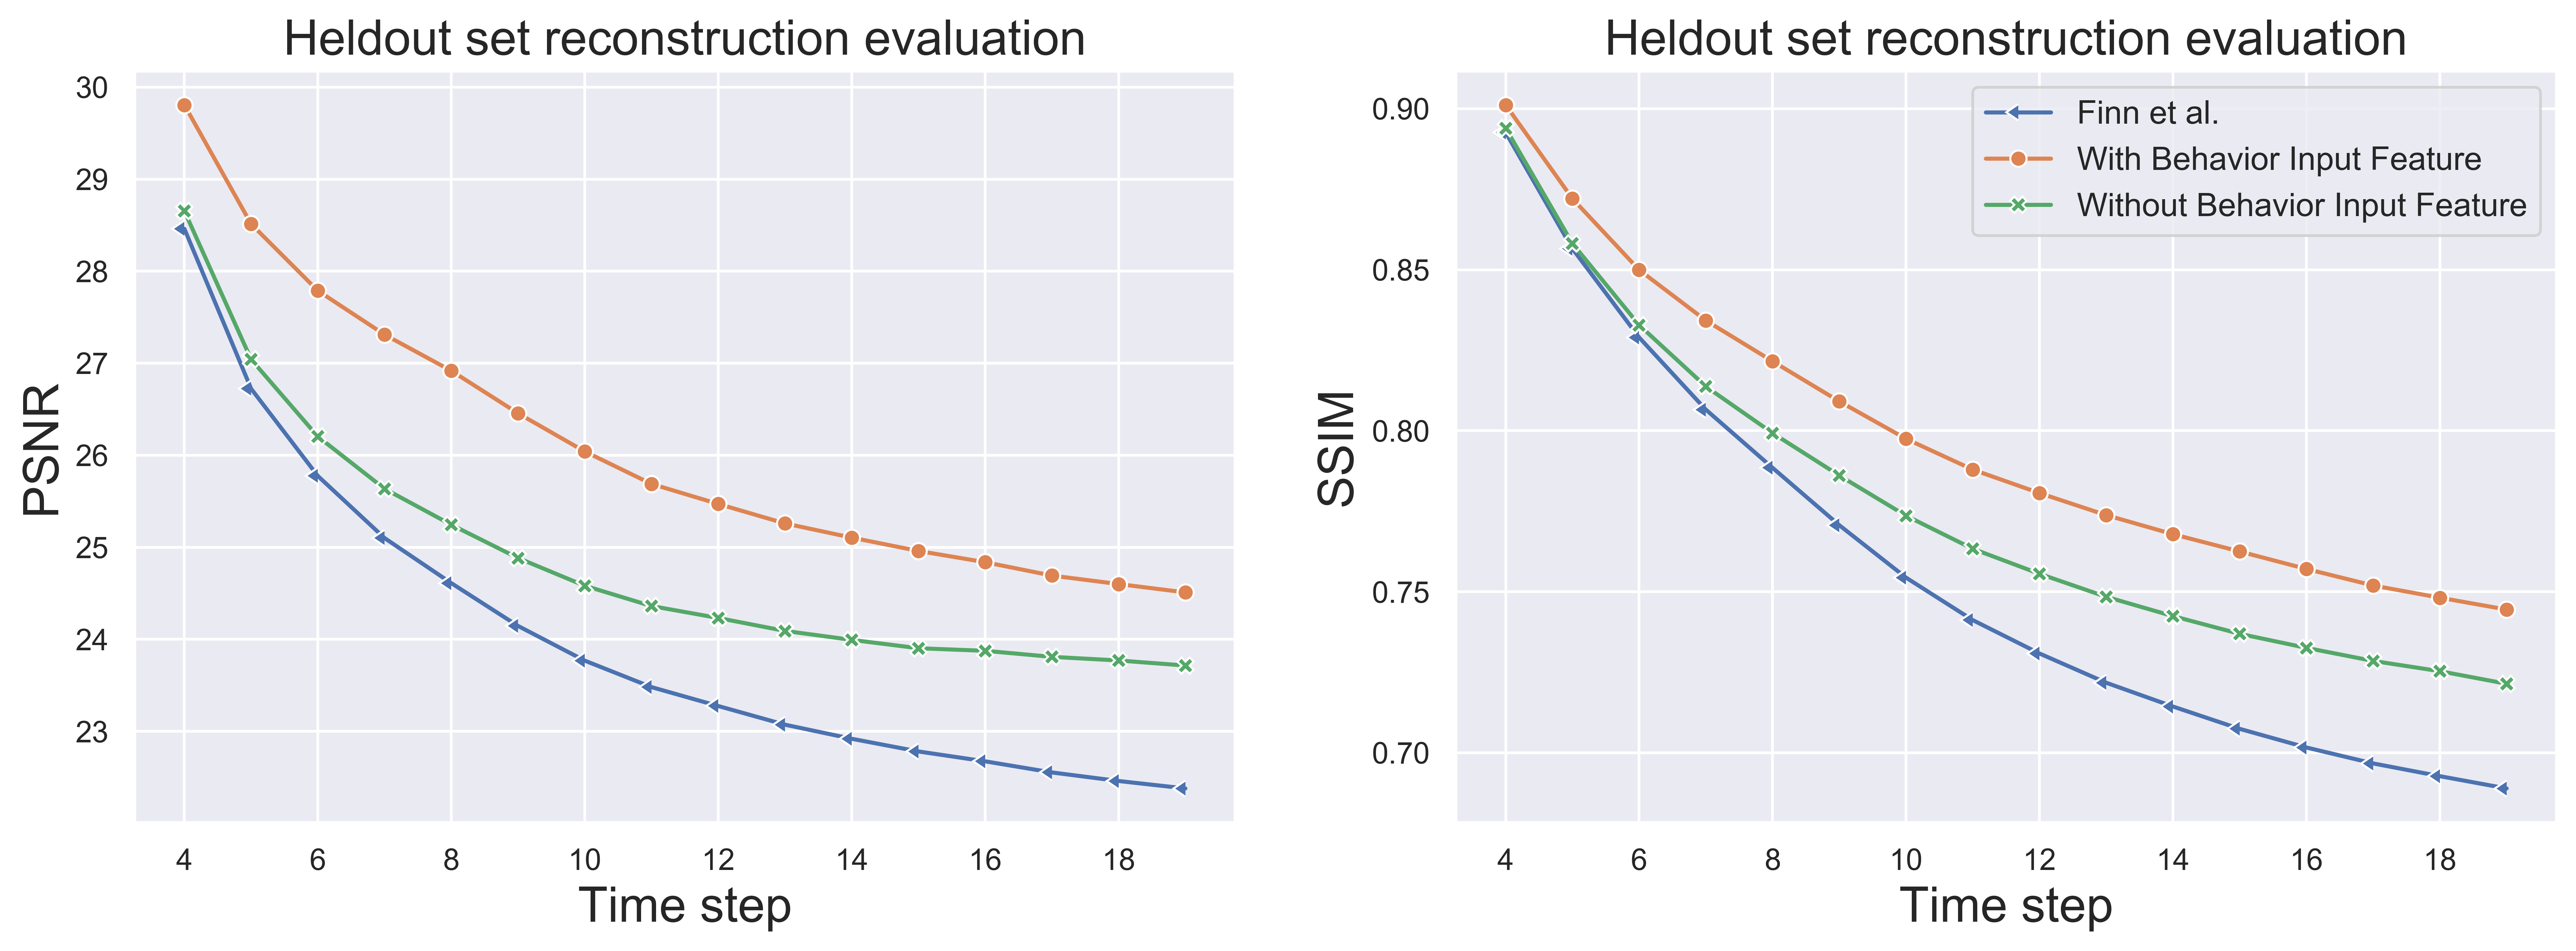 Heldout set reconstruction evaluation
30
29
28
27
26
25
24
23
PSNR
4 6 8 10 12 14 16 18
Time step
Heldout set reconstruction evaluation
0.90
0.85
0.80
0.75
0.70
SSIM
Finn et al.
With Behavior Input Feature
Without Behavior Input Feature
4 6 8 10 12 14 16 18
Time step